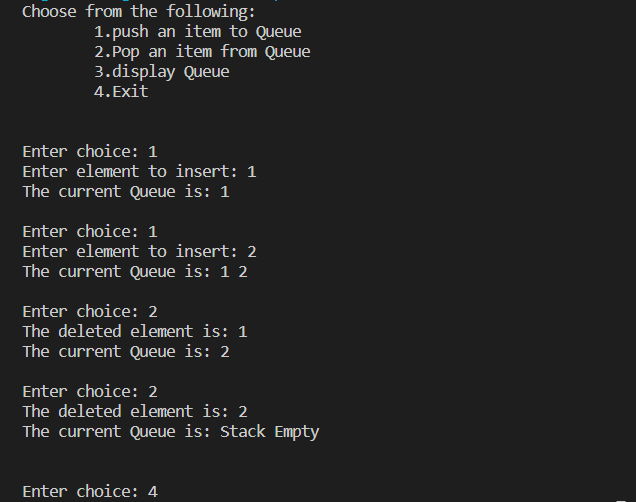 Choose from the following:
1.push an item to Queue
2.Pop an item from Queue
3.display Queue
4.Exit
Enter choice: 1
Enter element to insert: 1
The current Queue is: 1
Enter choice: 1
Enter element to insert: 2
The current Queue is: 1 2
Enter choice: 2
The deleted element is: 1
The current Queue is: 2
Enter choice: 2
The deleted element is: 2
The current Queue is: Stack Empty
Enter choice: 4